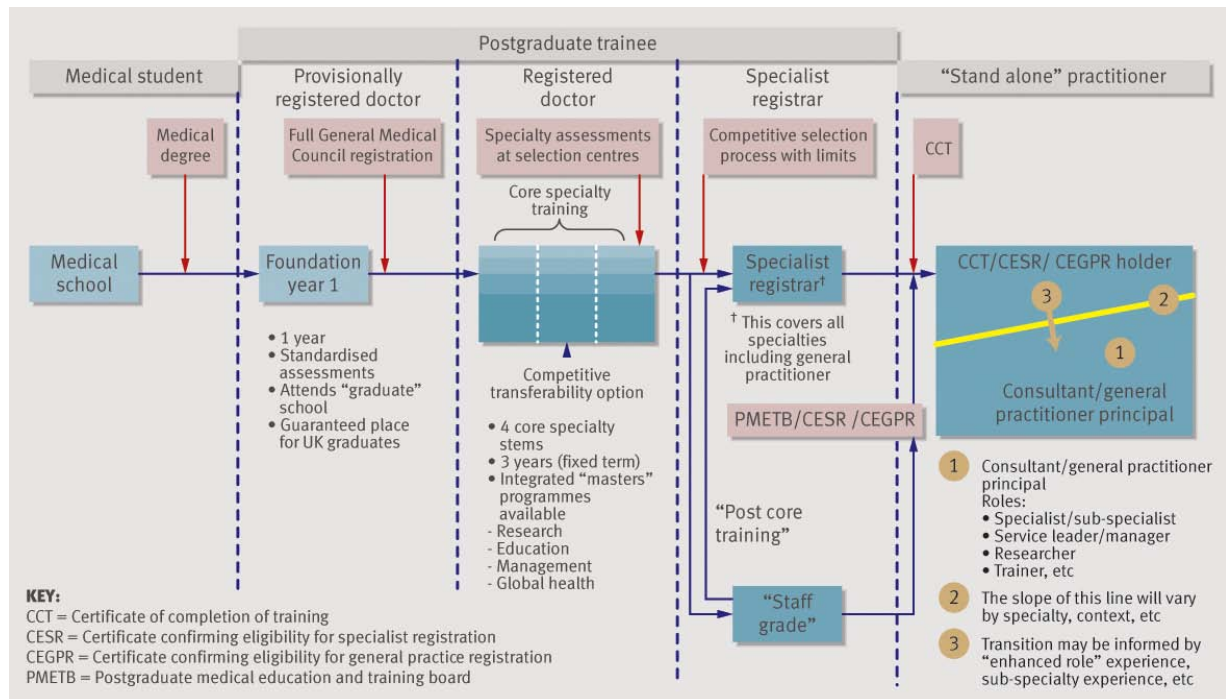 Postgraduate trainee
Medical student
Provisionally
registered doctor
Registered
doctor
Specialist
registrar
“Stand alone” practitioner
Medical
degree
Full General Medical
Council registration
Specialty assessments
at selection centres
Competitive selection
process with limits
CCT
Core specialty
training
Medical
school
Foundation
year 1
Specialist
registrar†
CCT/CESR/ CEGPR holder
3
2
1
Consultant/general
practitioner principal
• 1 year
• Standardised
assessments
• Attends “graduate”
school
• Guaranteed place
for UK graduates
Competitive
transferability option
• 4 core specialty
stems
• 3 years (fixed term)
• Integrated “masters”
programmes
available
- Research
- Education
- Management
- Global health
† This covers all
specialties
including general
practitioner
PMETB/CESR /CEGPR
“Post core
training”
“Staff
grade”
1 Consultant/general practitioner
principal
Roles:
• Specialist/sub-specialist
• Service leader/manager
• Researcher
• Trainer, etc
2 The slope of this line will vary
by specialty, context, etc
3 Transition may be informed by
“enhanced role” experience,
sub-specialty experience, etc
KEY:
CCT = Certificate of completion of training
CESR = Certificate confirming eligibility for specialist registration
CEGPR = Certificate confirming eligibility for general practice registration
PMETB = Postgraduate medical education and training board